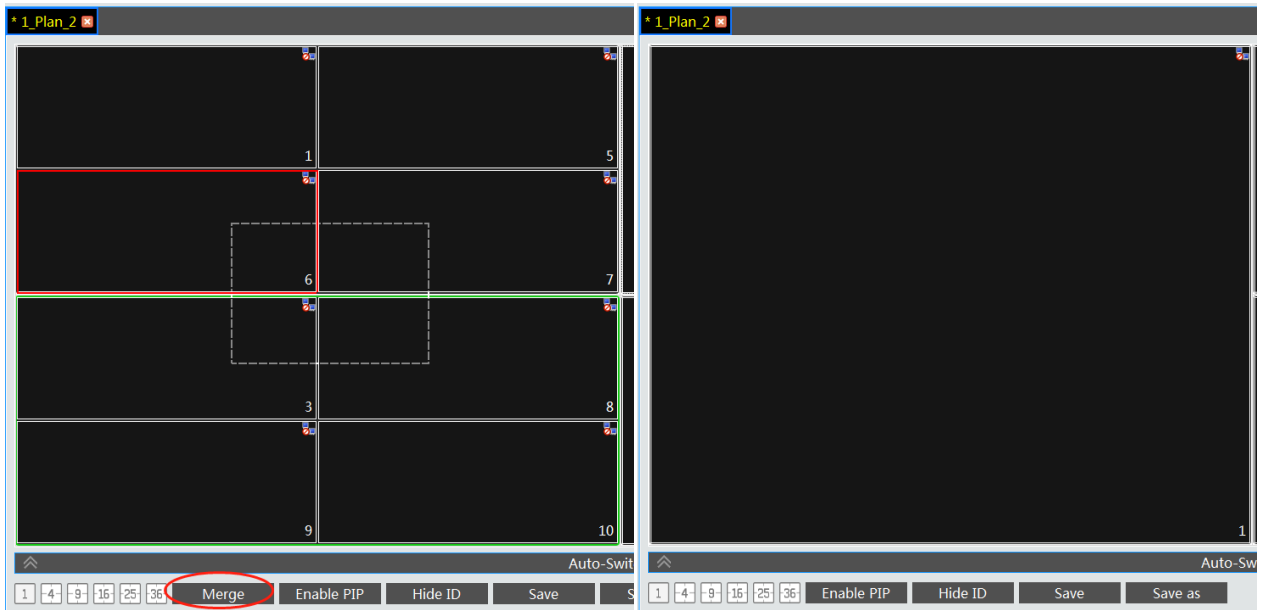 * 1_Plan_2
* 1_Plan_2
1
5
6
7
3
8
9
10
1
Auto-Swit
Auto-Sw
1 4 9 16 25 36 Merge Enable PIP Hide ID Save S
1 4 9 16 25 36 Enable PIP Hide ID Save Save as